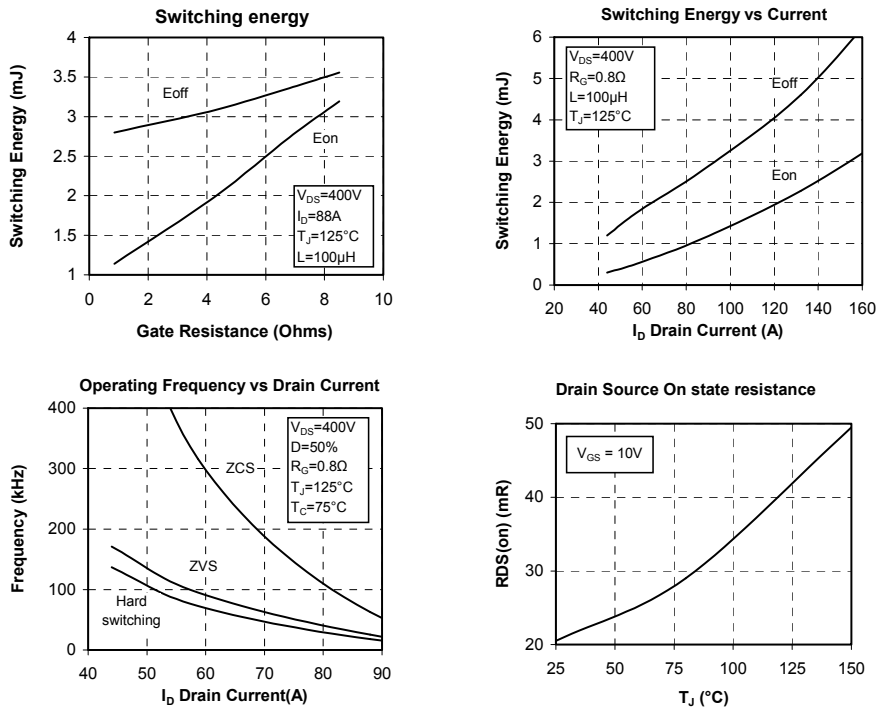 Switching energy
Switching Energy (mJ)
4
3.5
3
2.5
2
1.5
1
Eoff
Eon
VDS=400V
ID=88A
TJ=125°C
L=100µH
0 2 4 6 8 10
Gate Resistance (Ohms)
Switching Energy vs Current
Switching Energy (mJ)
6
5
4
3
2
1
0
VDS=400V
RG=0.8Ω
L=100µH
TJ=125°C
Eoff
Eon
20 40 60 80 100 120 140 160
ID Drain Current (A)
Operating Frequency vs Drain Current
Frequency (kHz)
400
300
200
100
0
ZCS
ZVS
Hard
switching
VDS=400V
D=50%
RG=0.8Ω
TJ=125°C
TC=75°C
40 50 60 70 80 90
ID Drain Current(A)
Drain Source On state resistance
RDS(on) (mR)
50
40
30
20
VGS = 10V
25 50 75 100 125 150
TJ (°C)